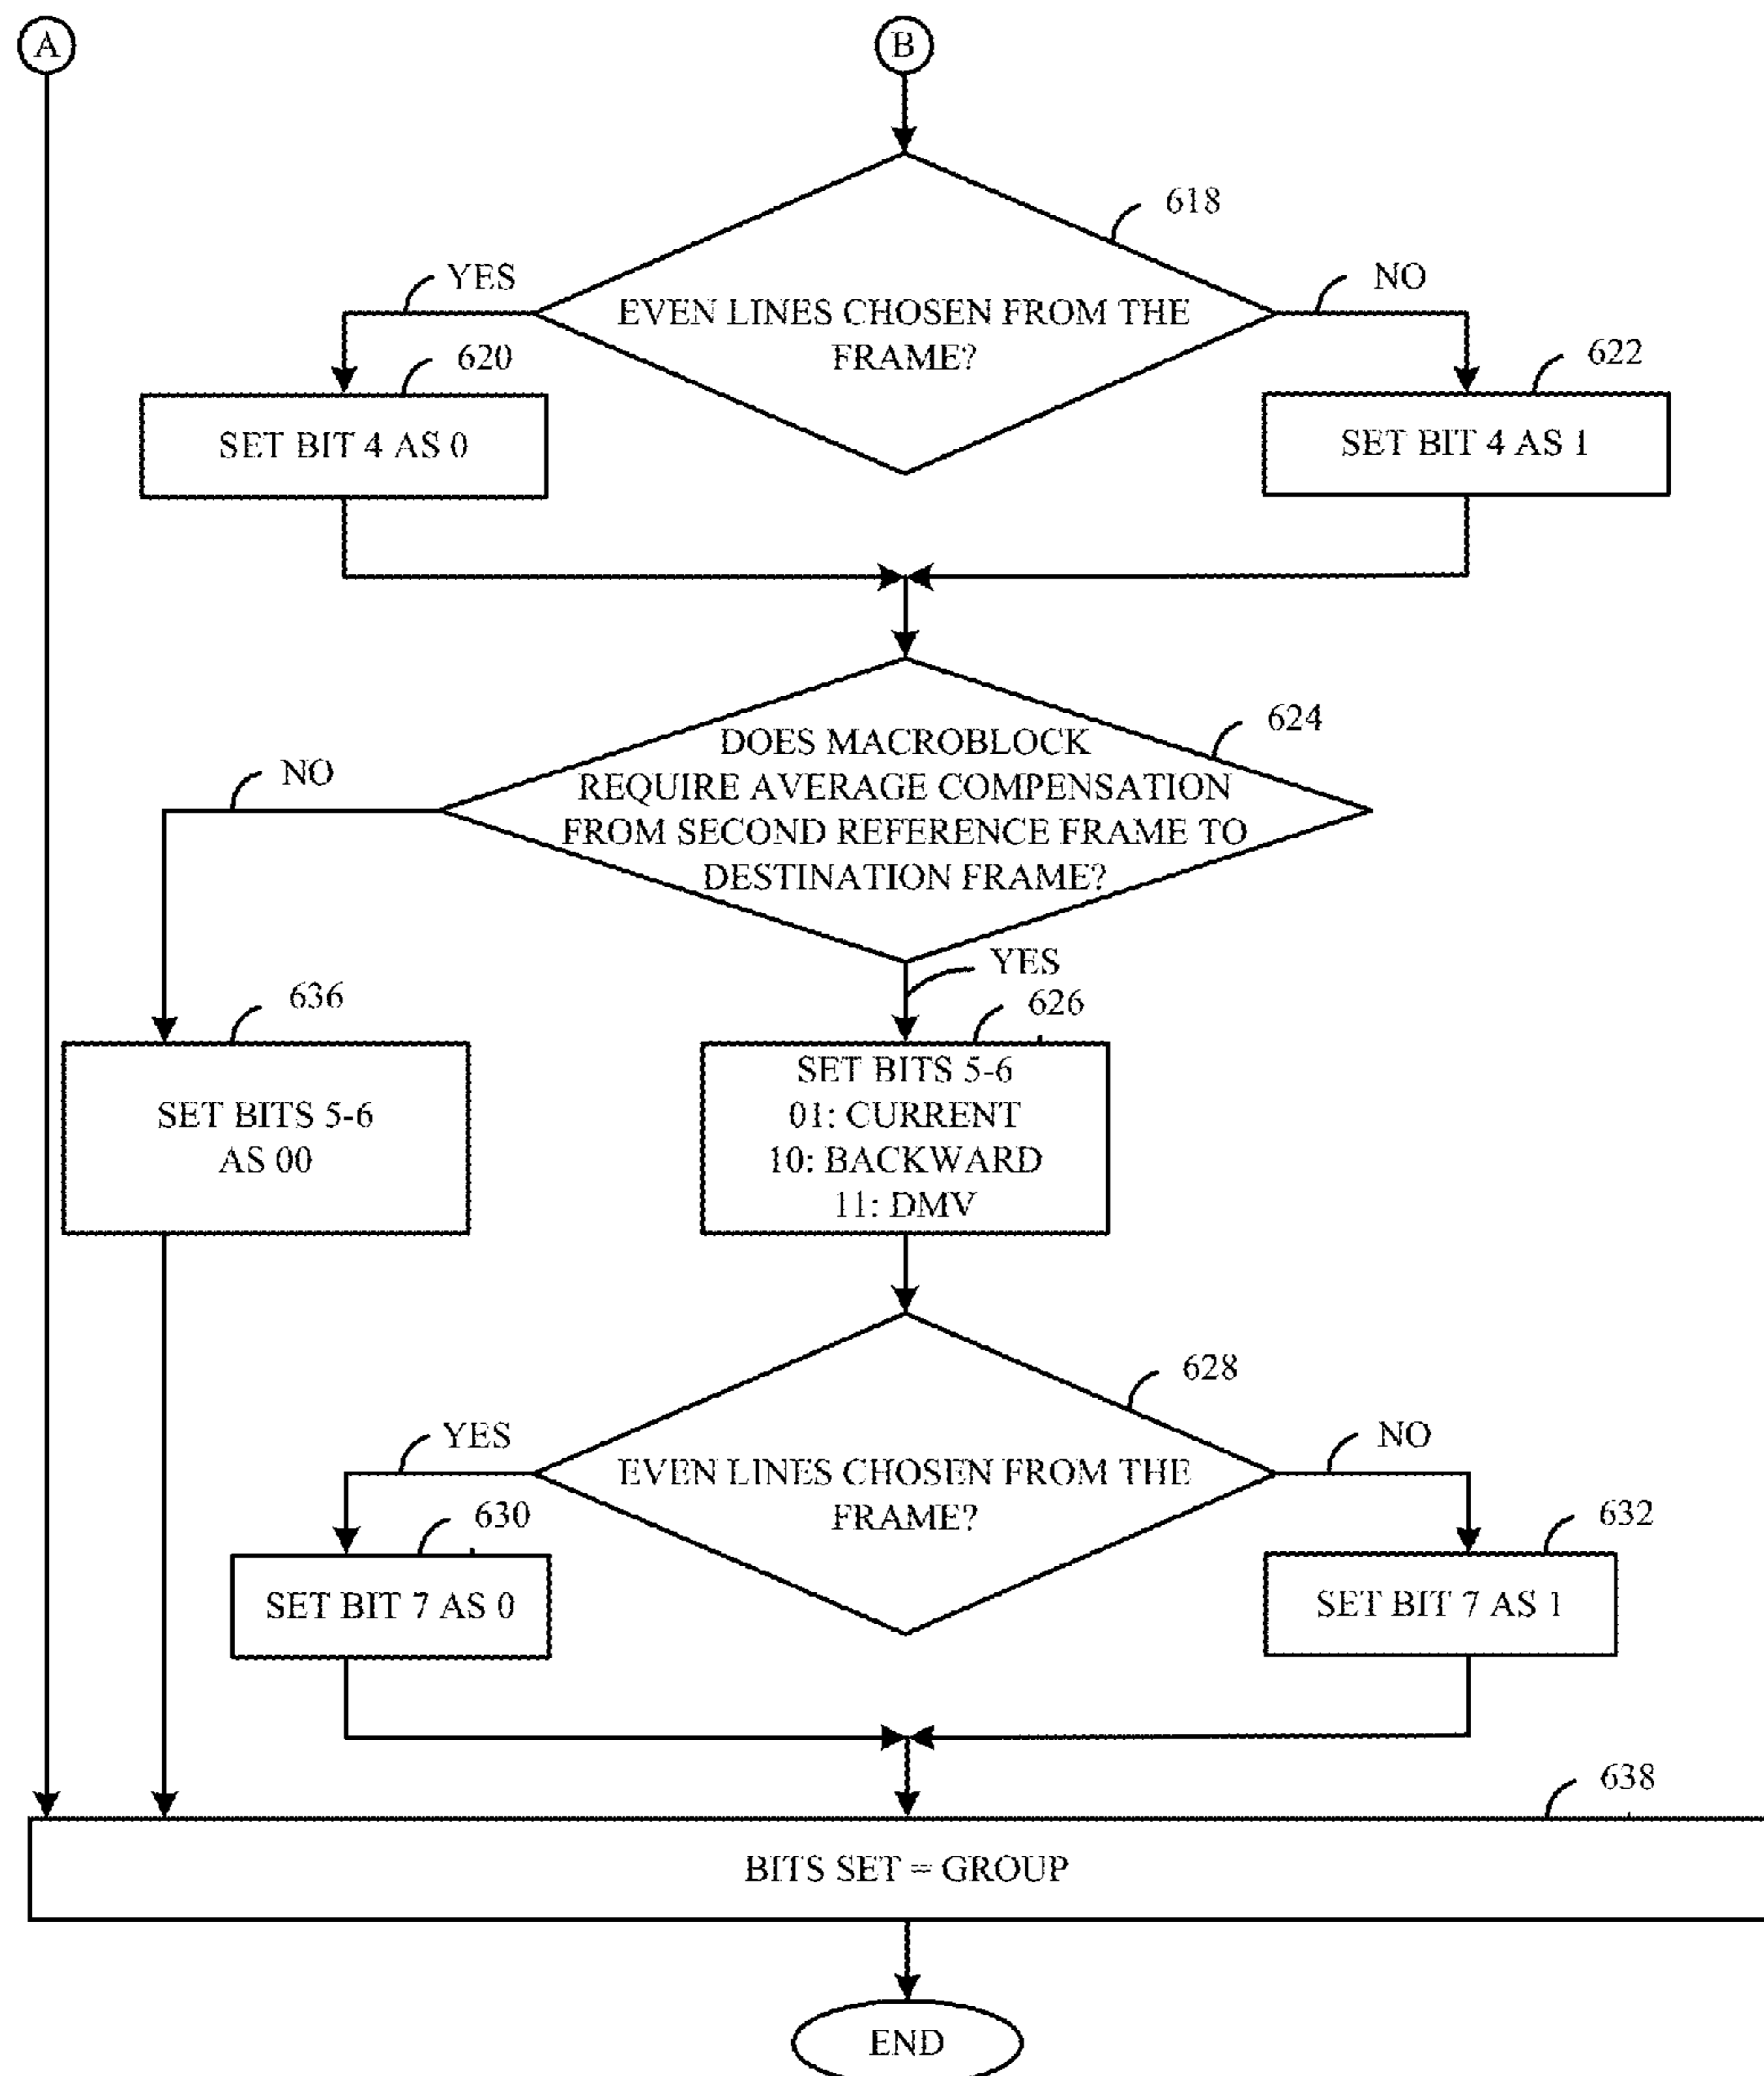 A
B
618
YES
NO
EVEN LINES CHOSEN FROM THE
FRAME?
620
622
SET BIT 4 AS 0
SET BIT 4 AS 1
624
DOES MACROBLOCK
REQUIRE AVERAGE COMPENSATION
FROM SECOND REFERENCE FRAME TO
DESTINATION FRAME?
NO
YES
636
626
SET BITS 5-6
AS 00
SET BITS 5-6
01: CURRENT
10: BACKWARD
11: DMV
628
YES
NO
EVEN LINES CHOSEN FROM THE
FRAME?
630
632
SET BIT 7 AS 0
SET BIT 7 AS 1
638
BITS SET = GROUP
END